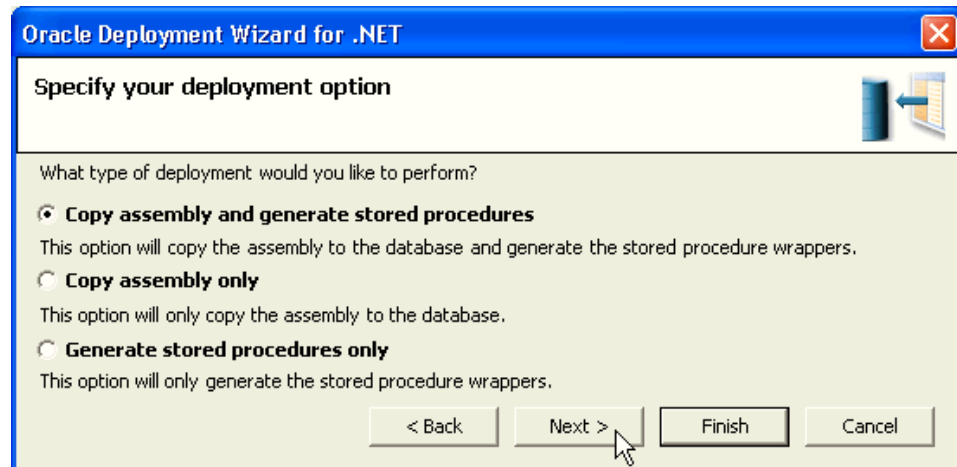 Oracle Deployment Wizard for .NET
Specify your deployment option
What type of deployment would you like to perform?
Copy assembly and generate stored procedures
This option will copy the assembly to the database and generate the stored procedure wrappers.
Copy assembly only
This option will only copy the assembly to the database.
Generate stored procedures only
This option will only generate the stored procedure wrappers.
< Back Next > Finish Cancel